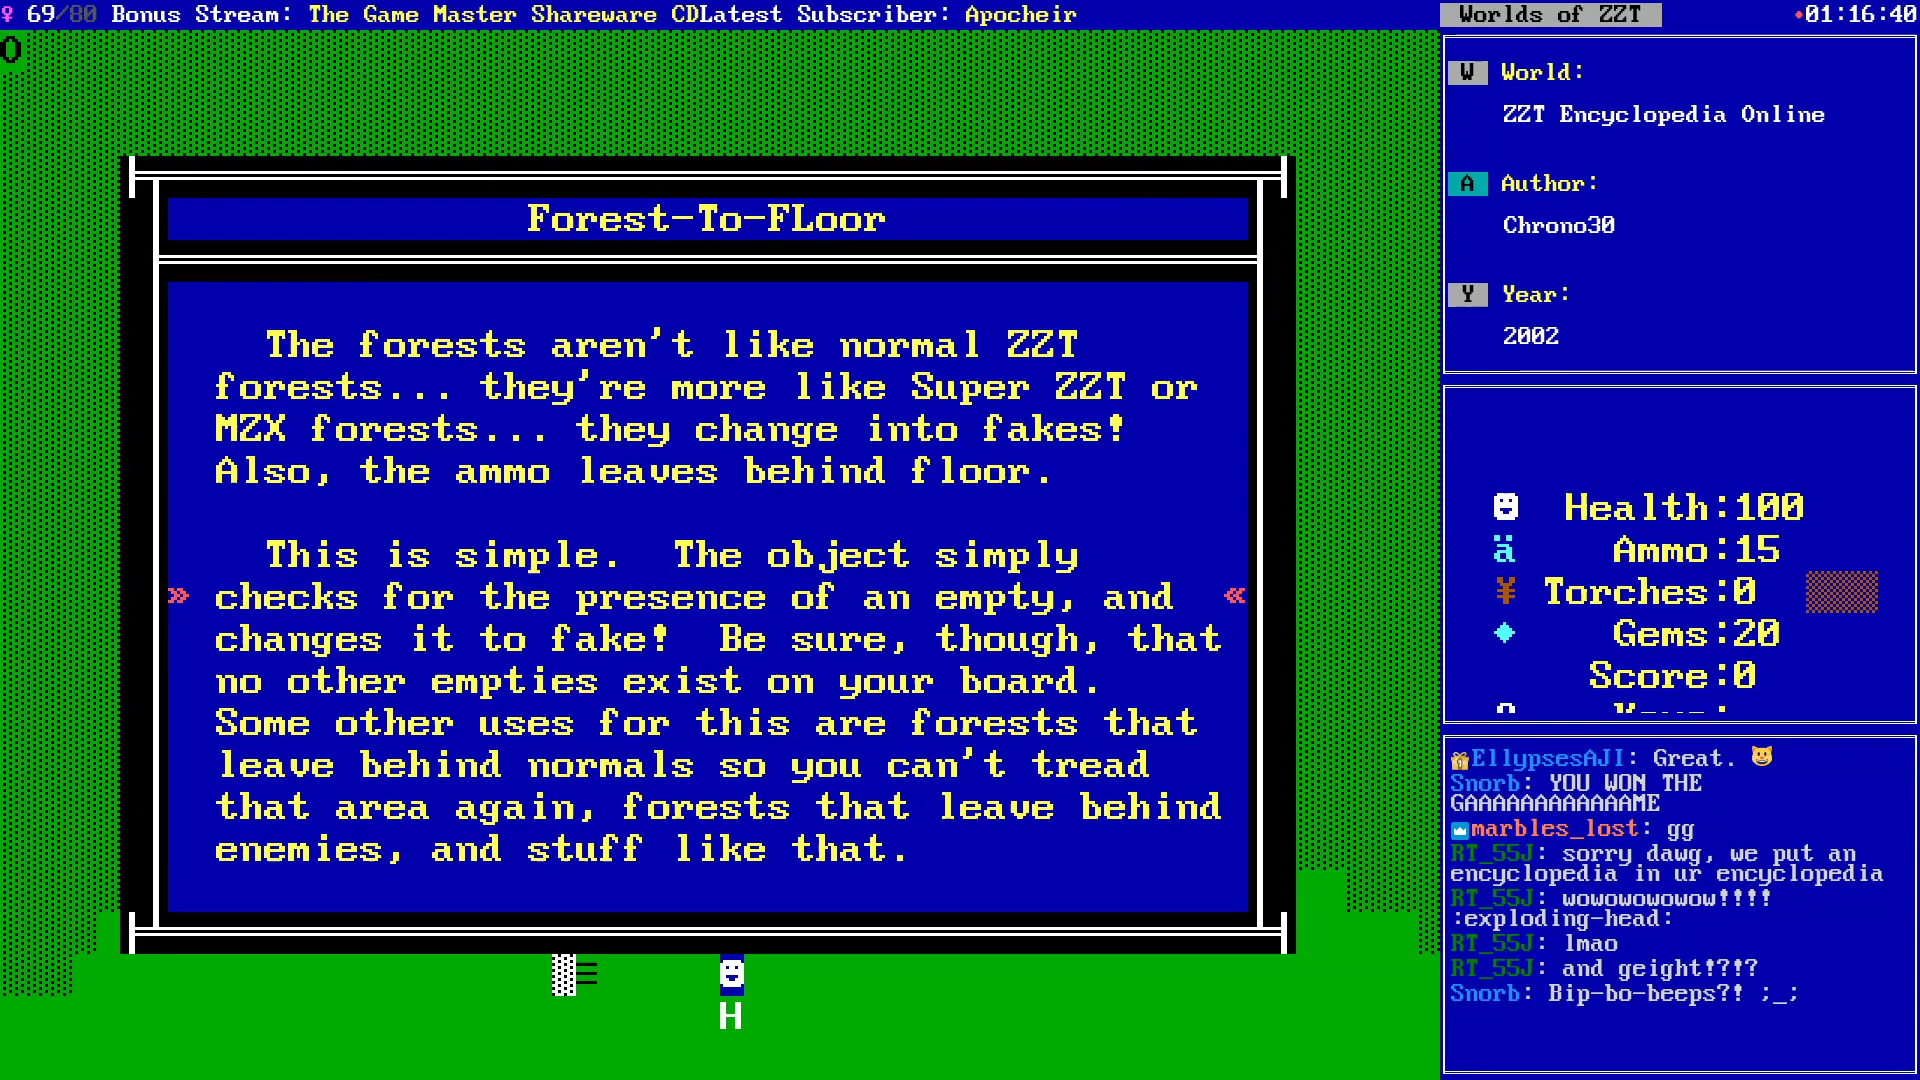 ♀ 69/80 Bonus Stream: The Game Master Shareware CDLatest Subscriber: Apocheir
Worlds of ZZT
•01:16:40
Forest-To-FLoor
The forests aren't like normal ZZT
forests... they're more like Super ZZT or
MZX forests... they change into fakes!
Also, the ammo leaves behind floor.
This is simple.  The object simply
» checks for the presence of an empty, and «
changes it to fake!  Be sure, though, that
no other empties exist on your board.
Some other uses for this are forests that
leave behind normals so you can't tread
that area again, forests that leave behind
enemies, and stuff like that.
H
W World:
ZZT Encyclopedia Online
A Author:
Chrono30
Y Year:
2002
Health:100
ä Ammo:15
¥ Torches:0
♦ Gems:20
Score:0
EllypsesAJI: Great. 
Snorb: YOU WON THE
GAAAAAAAAAAAAME
marbles_lost: gg
RT_55J: sorry dawg, we put an
encyclopedia in ur encyclopedia
RT_55J: wowowowowow!!!!
:exploding-head:
RT_55J: lmao
RT_55J: and geight!?!?
Snorb: Bip-bo-beeps?! ;_;